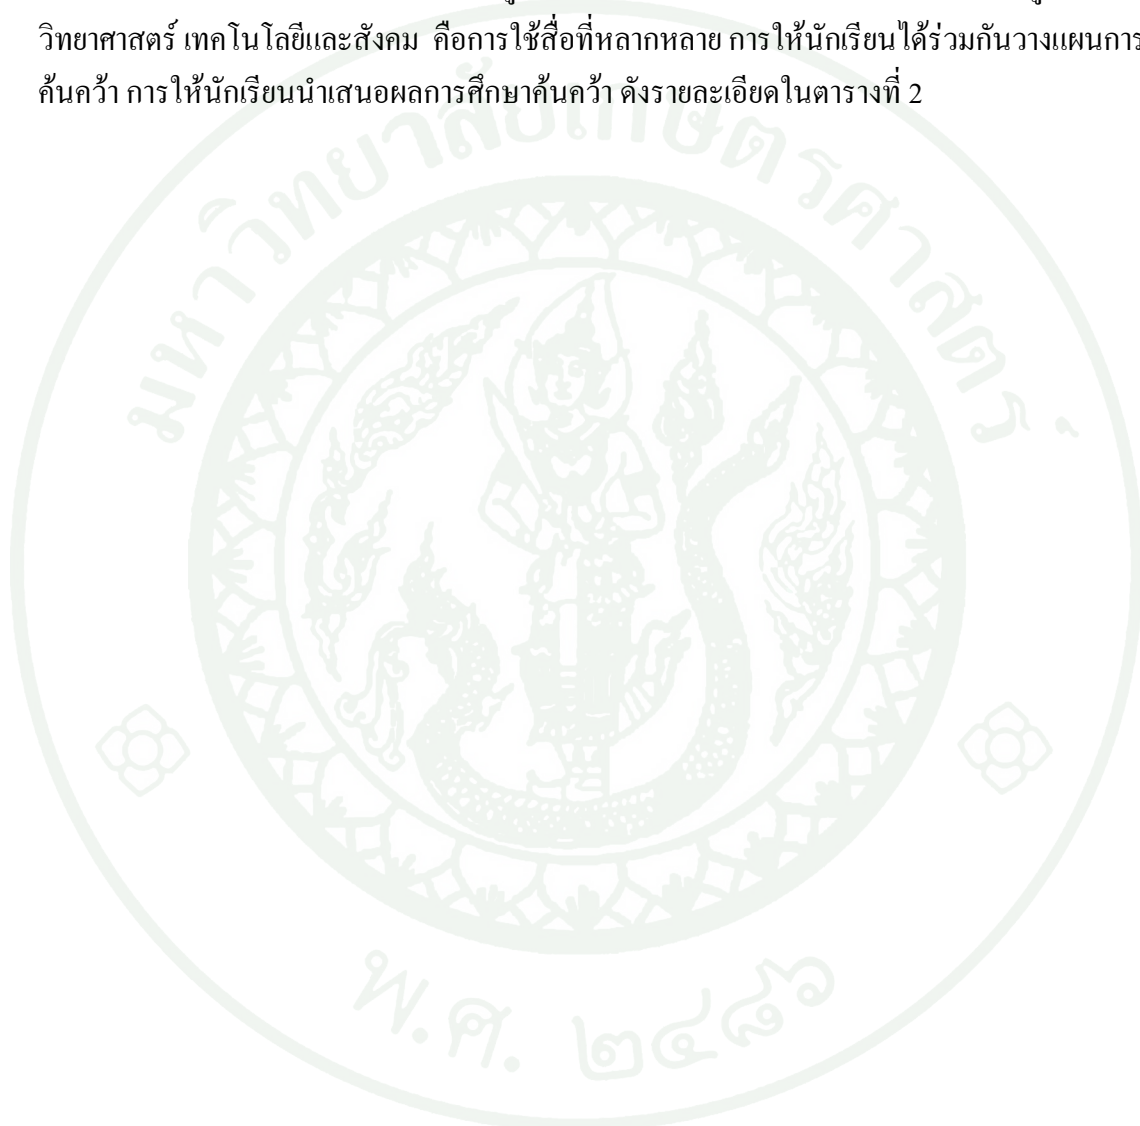 วิทยาศาสตร์ เทคโนโลยีและสังคม คือการใช้สื่อที่หลากหลาย การให้นักเรียนได้ร่วมกันวางแผนการ
ค้นคว้า การให้นักเรียนนำเสนอผลการศึกษาค้นคว้า ดังรายละเอียดในตารางที่ 2
มหาวิทยาลัยเกษตรศาสตร์
พ.ศ. ๒๔๘๖